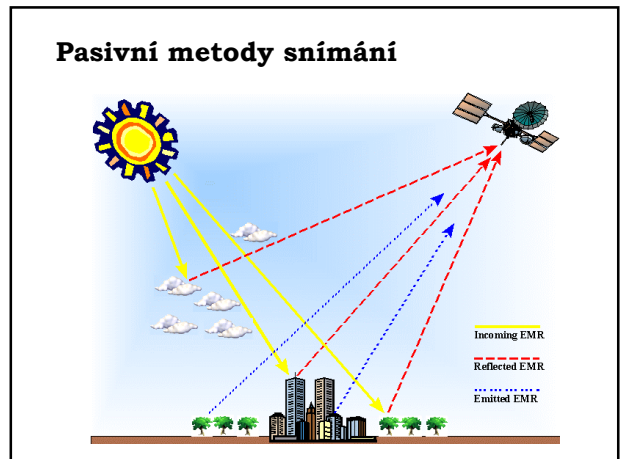 Pasivní metody snímání
Incoming EMR
Reflected EMR
Emitted EMR